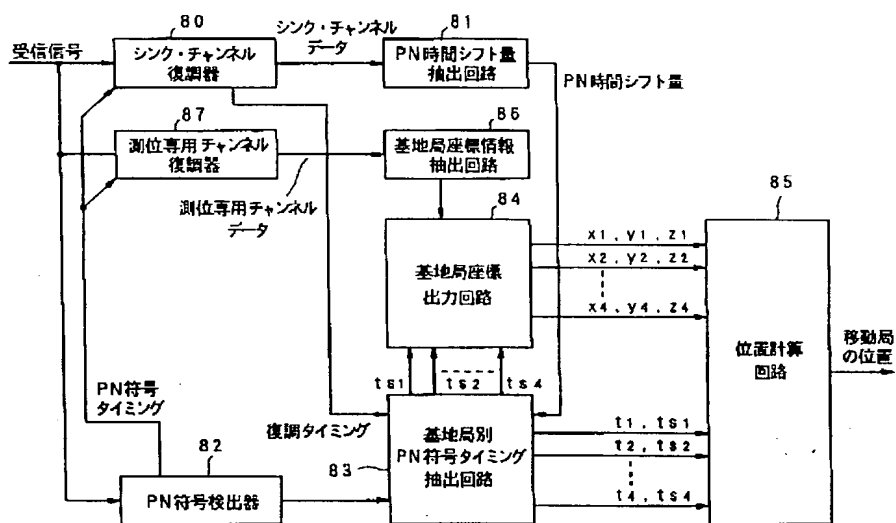 80
シンク・チャンネル
データ
81
受信信号
シンク・チャンネル
復調器
PN時間シフト量
抽出回路
PN時間シフト量
87
86
測位専用チャンネル
復調器
基地局座標情報
抽出回路
測位専用チャンネル
データ
84
85
基地局座標
出力回路
x1, y1, z1
x2, y2, z2
x4, y4, z4
位置計算
回路
移動局
の位置
ts1
ts2
ts4
PN符号
タイミング
復調タイミング
82
83
基地局別
PN符号タイミング
抽出回路
t1, ts1
t2, ts2
t4, ts4
PN符号検出器